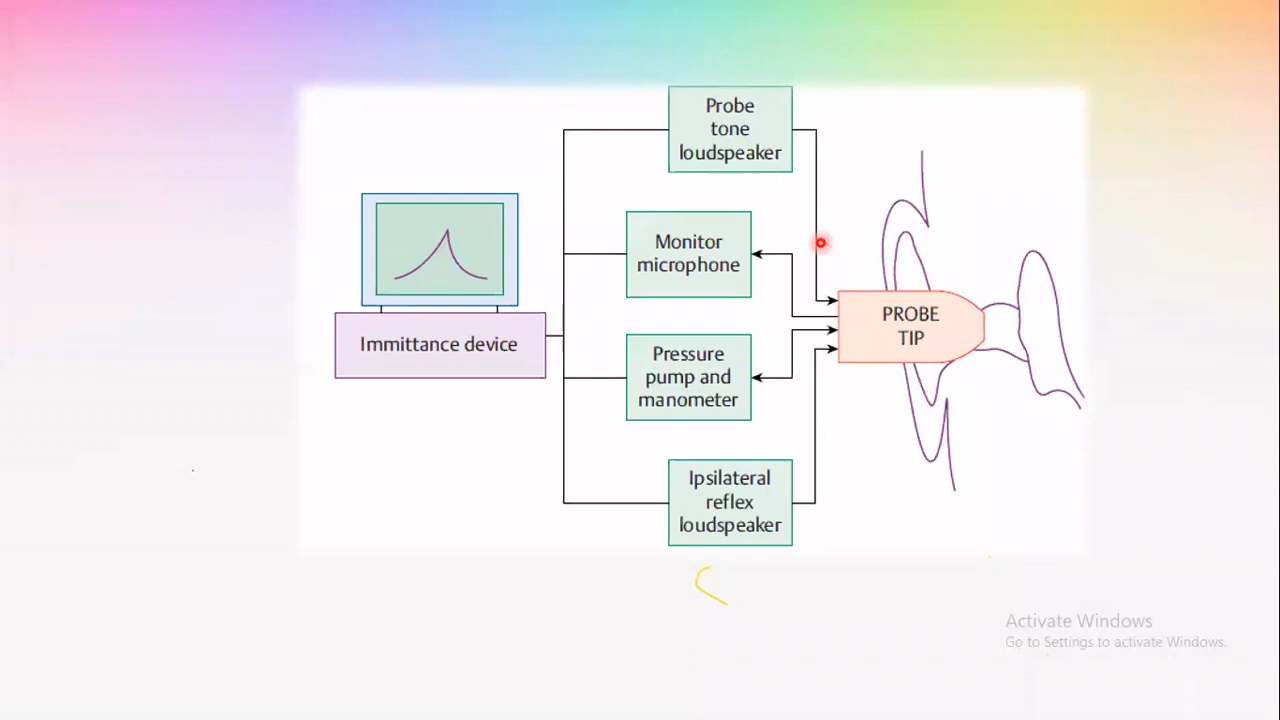 Probe
tone
loudspeaker
Monitor
microphone
Immittance device
Pressure
pump and
manometer
Ipsilateral
reflex
loudspeaker
PROBE
TIP
Activate Windows
Go to Settings to activate Windows.